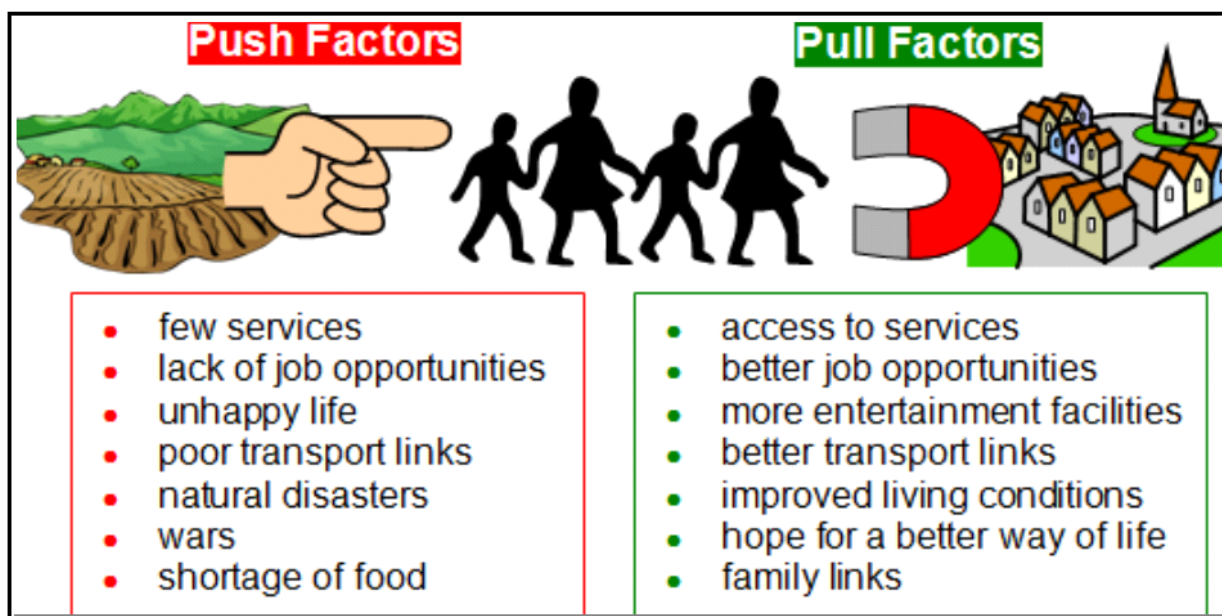 Push Factors
Pull Factors
few services
lack of job opportunities
unhappy life
poor transport links
natural disasters
wars
shortage of food
access to services
better job opportunities
more entertainment facilities
better transport links
improved living conditions
hope for a better way of life
family links